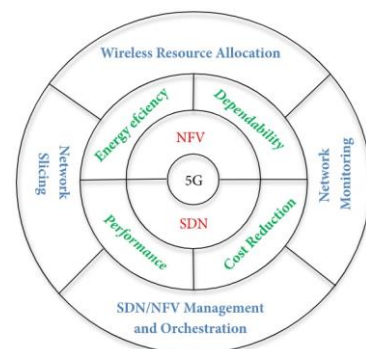 Wireless Resource Allocation
Energy efciency
Dependability
NFV
Network
Slicing
5G
Network
Monitoring
SDN
Performance
Cost Reduction
SDN/NFV Management
and Orchestration